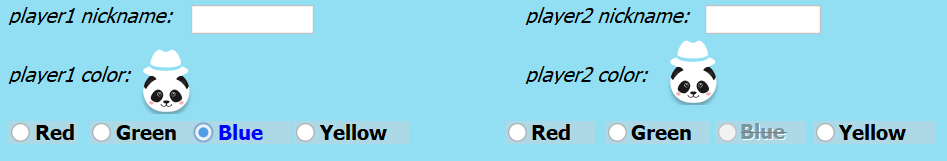 player1 nickname: player2 nickname:
player1 color: player2 color:
Red Green Blue Yellow Red Green Blue Yellow